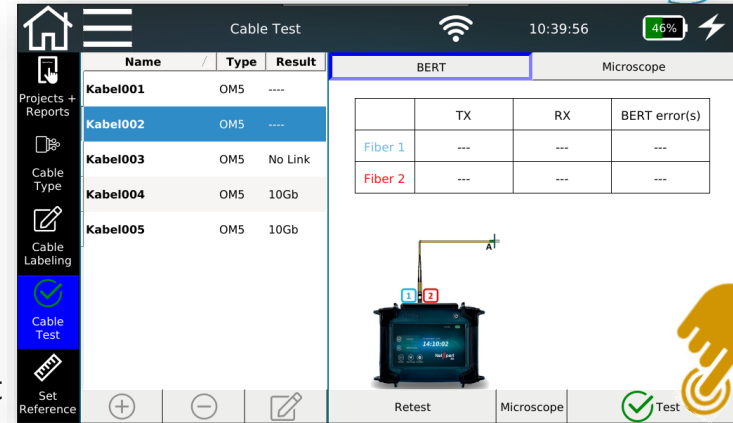 Cable Test
10:39:56
46%
Projects +
Reports
Cable
Type
Cable
Labeling
Cable
Test
Set
Reference
Name / Type Result
Kabel001 OM5 ----
Kabel002 OM5 ----
Kabel003 OM5 No Link
Kabel004 OM5 10Gb
Kabel005 OM5 10Gb
BERT Microscope
TX RX BERT error(s)
Fiber 1 --- --- ---
Fiber 2 --- --- ---
A
1 2
14:10:02
Retest Microscope Test